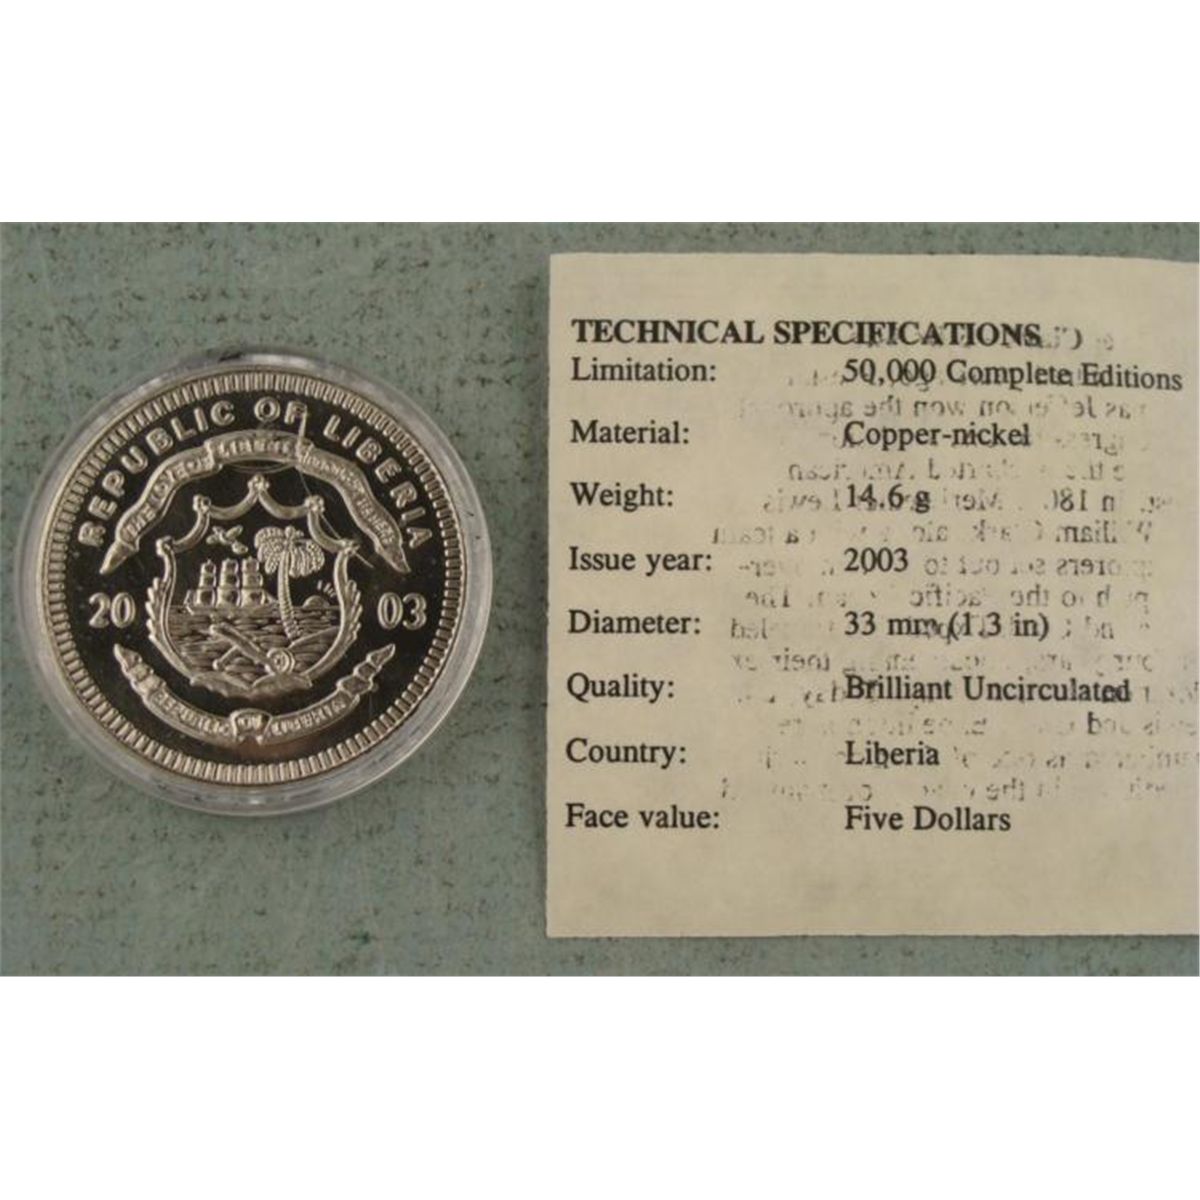 REPUBLIC OF LIBERIA
THE LOVE OF LIBERTY BROUGHT US HERE
20 03
REPUBLIC OF LIBERIA
TECHNICAL SPECIFICATIONS
Limitation: 50,000 Complete Editions
Material: Copper-nickel
Weight: 14.6 g
Issue year: 2003
Diameter: 33 mm (1.3 in)
Quality: Brilliant Uncirculated
Country: Liberia
Face value: Five Dollars